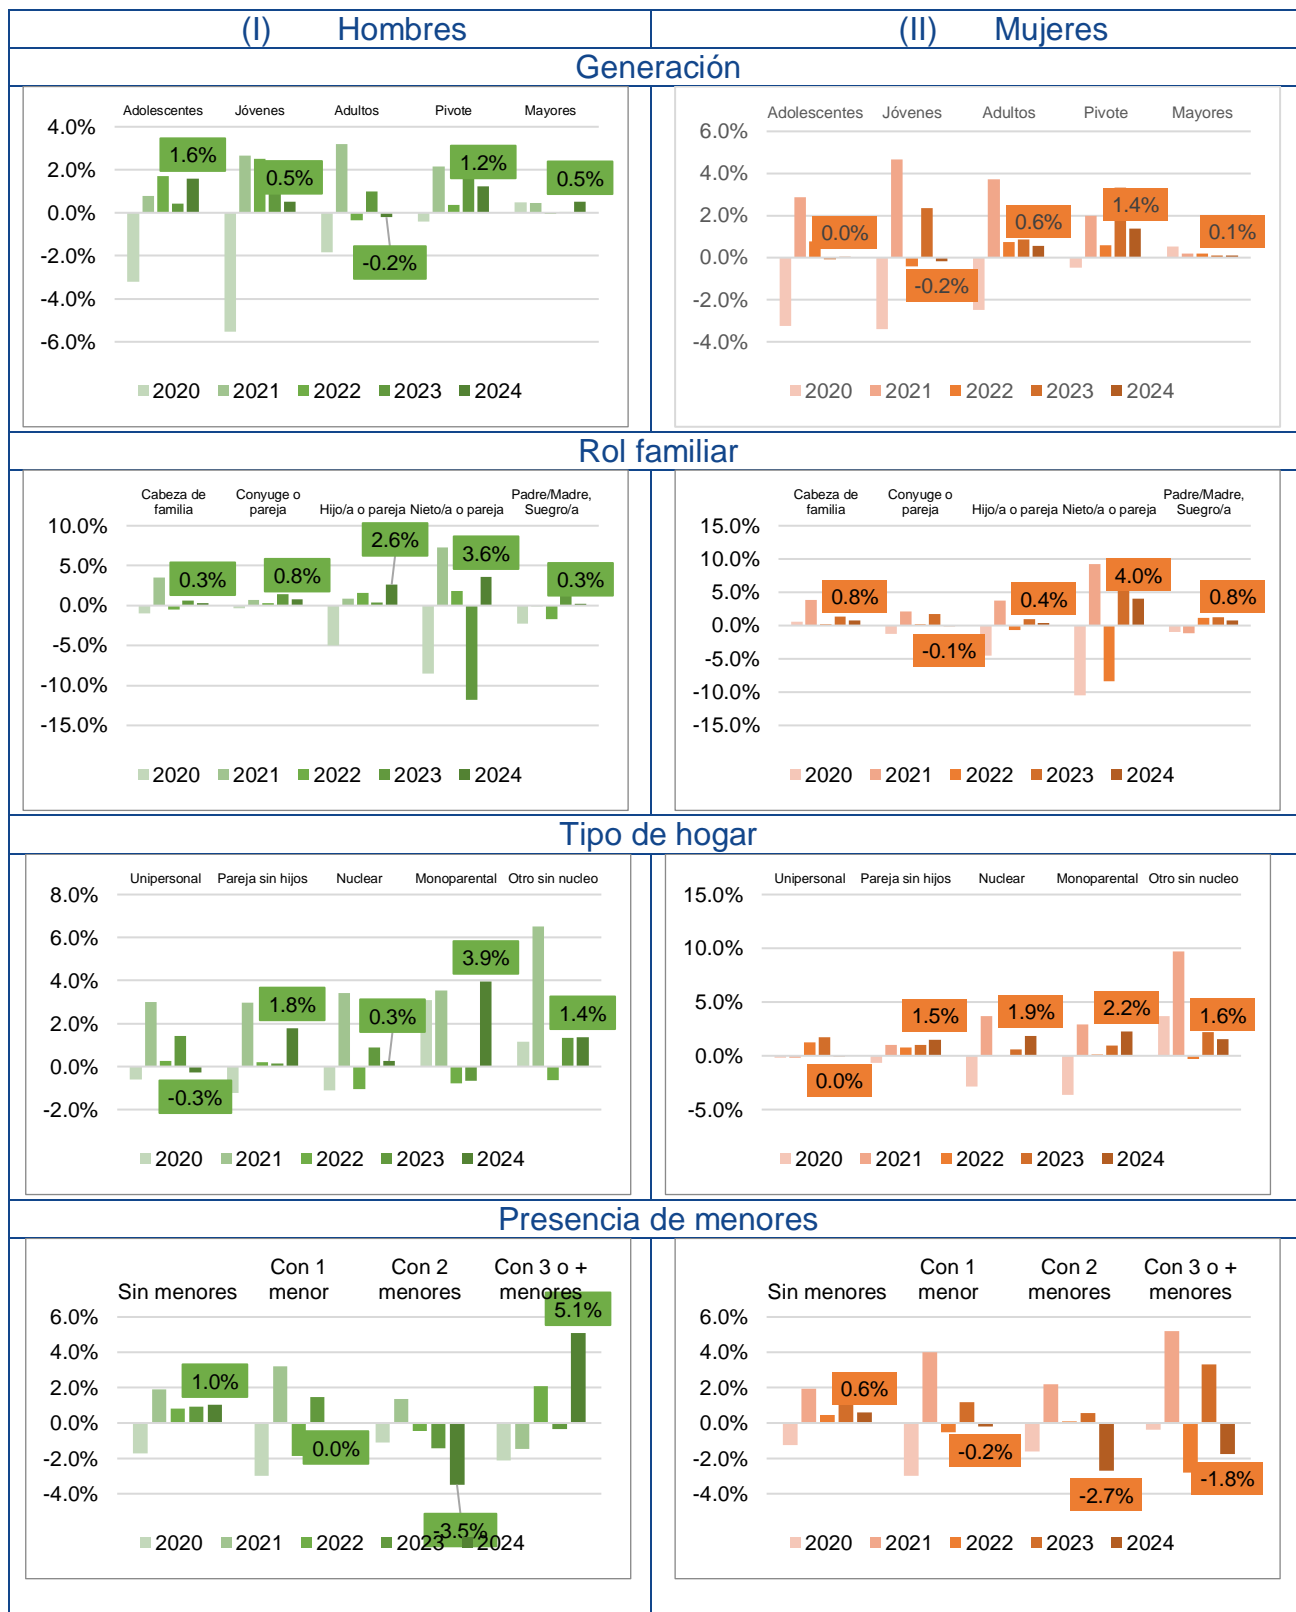 (I) Hombres
(II) Mujeres
Generación
Adolescentes Jóvenes Adultos Pivote Mayores
4.0%
2.0%
0.0%
-2.0%
-4.0%
-6.0%
1.6%
0.5%
-0.2%
1.2%
0.5%
2020 2021 2022 2023 2024
Adolescentes Jóvenes Adultos Pivote Mayores
6.0%
4.0%
2.0%
0.0%
-2.0%
-4.0%
0.0%
-0.2%
0.6%
1.4%
0.1%
2020 2021 2022 2023 2024
Rol familiar
Cabeza de familia
Conyuge o pareja
Hijo/a o pareja
Nieto/a o pareja
Padre/Madre, Suegro/a
10.0%
5.0%
0.0%
-5.0%
-10.0%
-15.0%
0.3%
0.8%
2.6%
3.6%
0.3%
2020 2021 2022 2023 2024
Cabeza de familia
Conyuge o pareja
Hijo/a o pareja
Nieto/a o pareja
Padre/Madre, Suegro/a
15.0%
10.0%
5.0%
0.0%
-5.0%
-10.0%
-15.0%
0.8%
-0.1%
0.4%
4.0%
0.8%
2020 2021 2022 2023 2024
Tipo de hogar
Unipersonal Pareja sin hijos Nuclear Monoparental Otro sin nucleo
8.0%
6.0%
4.0%
2.0%
0.0%
-2.0%
-0.3%
1.8%
0.3%
3.9%
1.4%
2020 2021 2022 2023 2024
Unipersonal Pareja sin hijos Nuclear Monoparental Otro sin nucleo
15.0%
10.0%
5.0%
0.0%
-5.0%
0.0%
1.5%
1.9%
2.2%
1.6%
2020 2021 2022 2023 2024
Presencia de menores
Sin menores
Con 1 menor
Con 2 menores
Con 3 o + menores
6.0%
4.0%
2.0%
0.0%
-2.0%
-4.0%
1.0%
0.0%
-3.5%
5.1%
2020 2021 2022 2023 2024
Sin menores
Con 1 menor
Con 2 menores
Con 3 o + menores
6.0%
4.0%
2.0%
0.0%
-2.0%
-4.0%
0.6%
-0.2%
-2.7%
-1.8%
2020 2021 2022 2023 2024